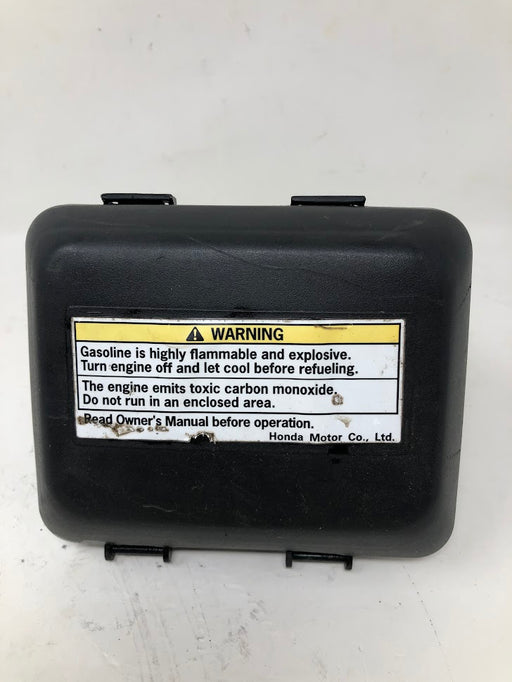 WARNING
Gasoline is highly flammable and explosive.
Turn engine off and let cool before refueling.
The engine emits toxic carbon monoxide.
Do not run in an enclosed area.
Read Owner's Manual before operation.
Honda Motor Co., Ltd.